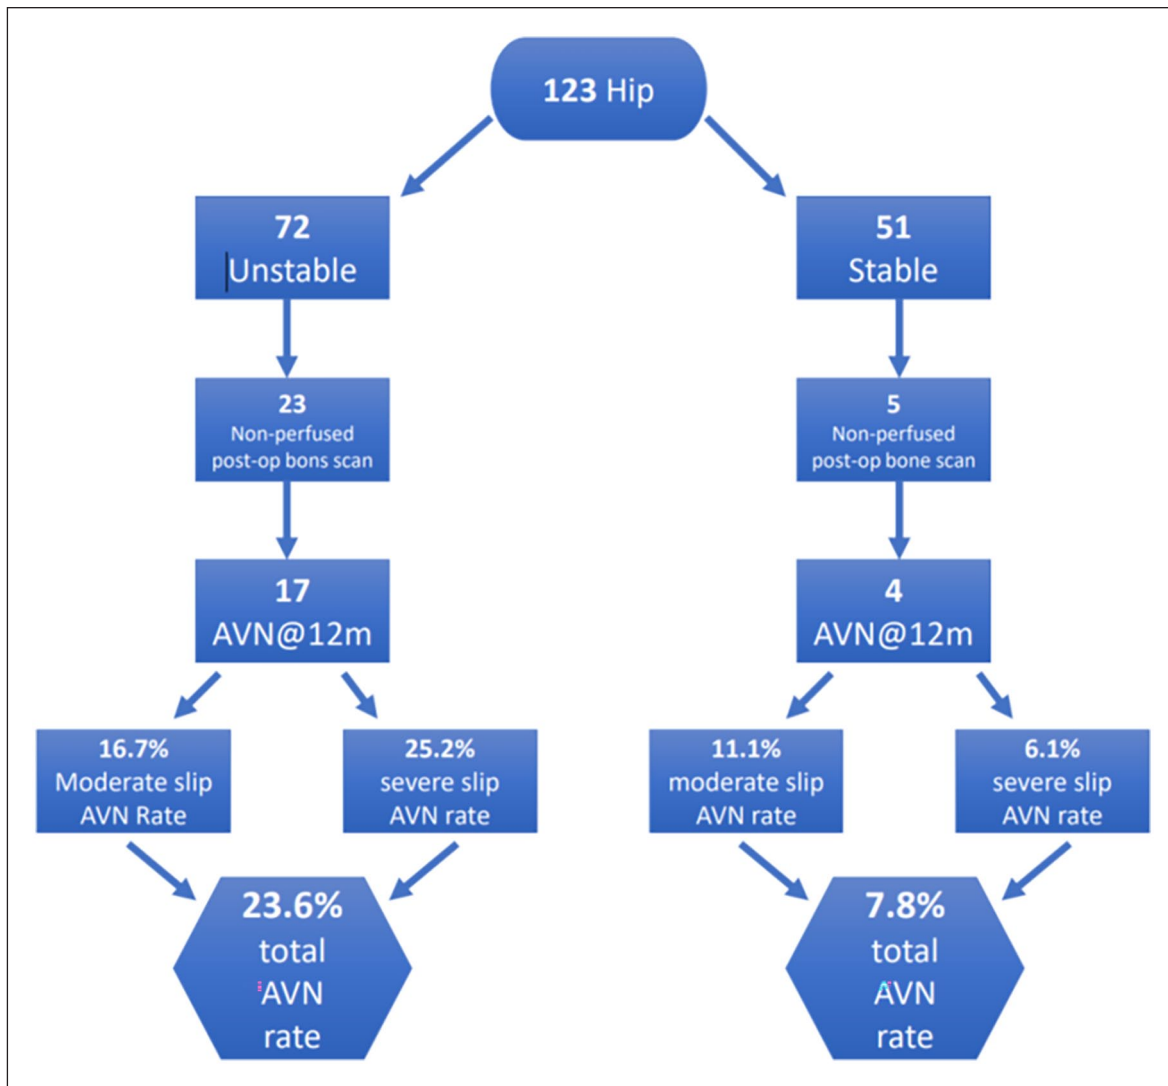 123 Hip
72
Unstable
51
Stable
23
Non-perfused
post-op bons scan
5
Non-perfused
post-op bone scan
17
AVN@12m
4
AVN@12m
16.7%
Moderate slip
AVN Rate
25.2%
severe slip
AVN rate
11.1%
moderate slip
AVN rate
6.1%
severe slip
AVN rate
23.6%
total
AVN
rate
7.8%
total
AVN
rate